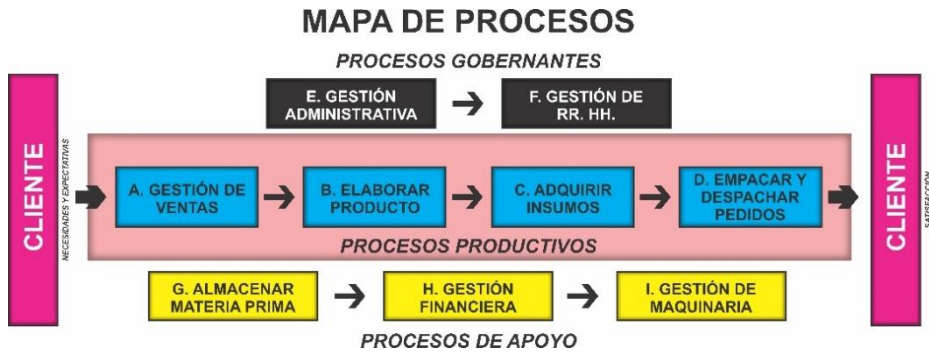 MAPA DE PROCESOS
PROCESOS GOBERNANTES
E. GESTIÓN
ADMINISTRATIVA
F. GESTIÓN DE
RR. HH.
CLIENTE
NECESIDADES Y EXPECTATIVAS
A. GESTIÓN DE
VENTAS
B. ELABORAR
PRODUCTO
C. ADQUIRIR
INSUMOS
D. EMPACAR Y
DESPACHAR
PEDIDOS
PROCESOS PRODUCTIVOS
CLIENTE
SATISFACCIÓN
G. ALMACENAR
MATERIA PRIMA
H. GESTIÓN
FINANCIERA
I. GESTIÓN DE
MAQUINARIA
PROCESOS DE APOYO